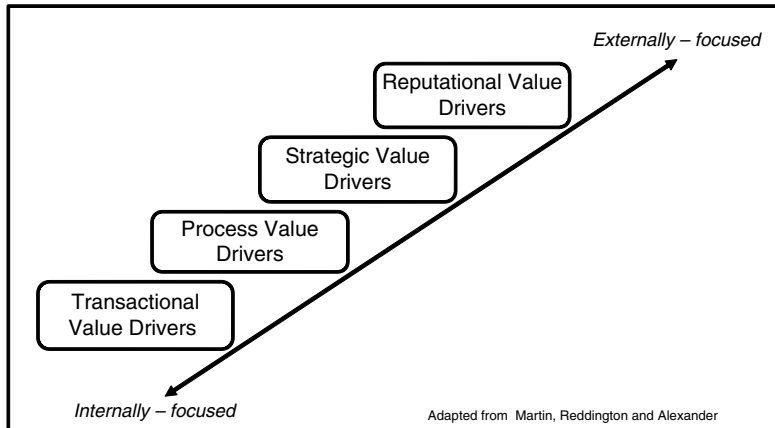 Externally – focused
Reputational Value
Drivers
Strategic Value
Drivers
Process Value
Drivers
Transactional
Value Drivers
Internally – focused
Adapted from Martin, Reddington and Alexander